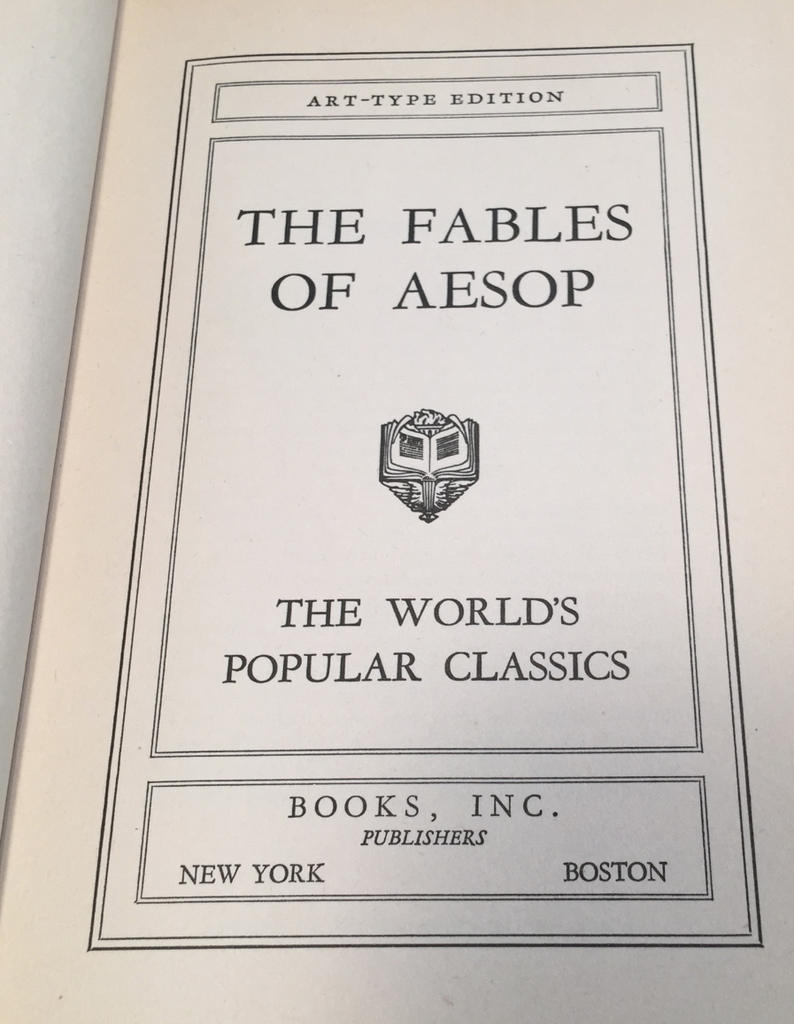 ART-TYPE EDITION
THE FABLES
OF AESOP
THE WORLD'S
POPULAR CLASSICS
BOOKS, INC.
PUBLISHERS
NEW YORK BOSTON